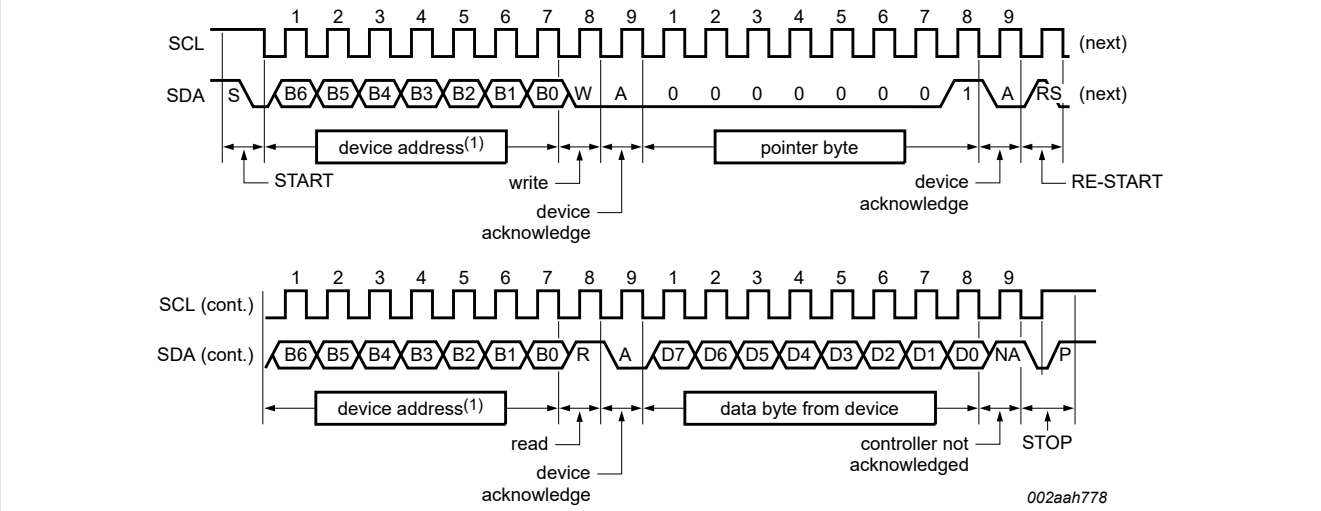 1 2 3 4 5 6 7 8 9 1 2 3 4 5 6 7 8 9
SCL (next)
SDA S B6 B5 B4 B3 B2 B1 B0 W A 0 0 0 0 0 0 0 1 A RS (next)
device address(1) pointer byte
START write device RE-START
device acknowledge
acknowledge
1 2 3 4 5 6 7 8 9 1 2 3 4 5 6 7 8 9
SCL (cont.)
SDA (cont.) B6 B5 B4 B3 B2 B1 B0 R A D7 D6 D5 D4 D3 D2 D1 D0 NA P
device address(1) data byte from device
read controller not STOP
acknowledged
device
acknowledge
002aah778